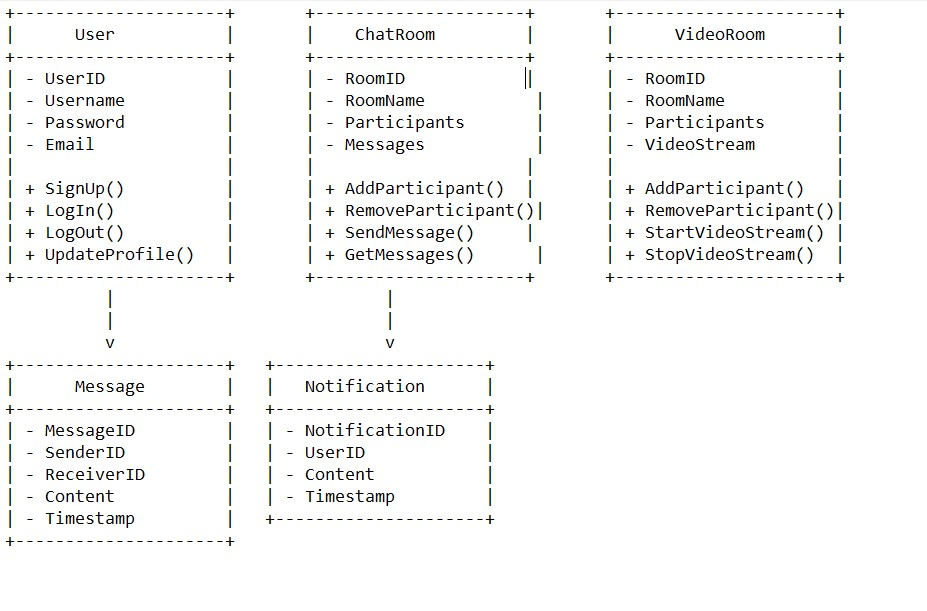 +---------------------+       +---------------------+       +---------------------+
|      User           |       |    ChatRoom         |       |      VideoRoom       |
+---------------------+       +---------------------+       +---------------------+
| - UserID            |       | - RoomID            |       | - RoomID             |
| - Username          |       | - RoomName           |      | - RoomName           |
| - Password          |       | - Participants       |      | - Participants       |
| - Email             |       | - Messages           |      | - VideoStream        |
|                     |       |                     |       |                      |
| + SignUp()          |       | + AddParticipant()  |       | + AddParticipant()   |
| + LogIn()           |       | + RemoveParticipant()|      | + RemoveParticipant()|
| + LogOut()          |       | + SendMessage()     |       | + StartVideoStream() |
| + UpdateProfile()   |       | + GetMessages()      |      | + StopVideoStream()  |
+---------------------+       +---------------------+       +---------------------+
          |                           |
          |                           |
          v                           v
+---------------------+   +---------------------+
|      Message        |   |   Notification      |
+---------------------+   +---------------------+
| - MessageID         |   | - NotificationID    |
| - SenderID          |   | - UserID            |
| - ReceiverID        |   | - Content           |
| - Content           |   | - Timestamp         |
| - Timestamp         |   +---------------------+
+---------------------+